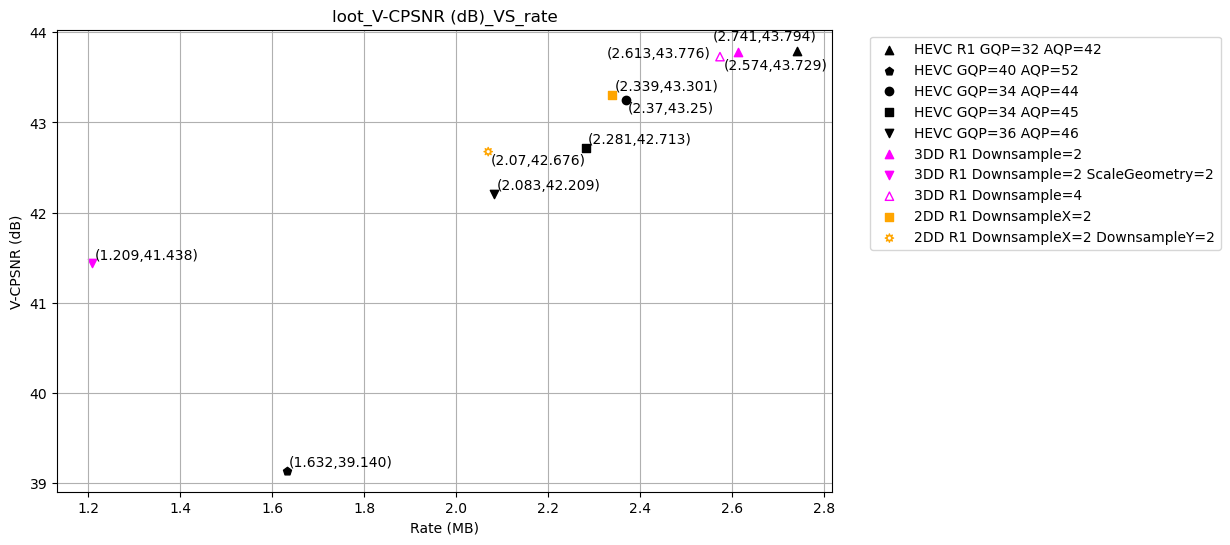 loot_V-CPSNR (dB)_VS_rate
44
43
42
41
40
39
V-CPSNR (dB)
(2.741,43.794)
(2.613,43.776)
(2.574,43.729)
(2.339,43.301)
(2.37,43.25)
(2.281,42.713)
(2.07,42.676)
(2.083,42.209)
(1.209,41.438)
(1.632,39.140)
1.2
1.4
1.6
1.8
2.0
2.2
2.4
2.6
2.8
Rate (MB)
HEVC R1 GQP=32 AQP=42
HEVC GQP=40 AQP=52
HEVC GQP=34 AQP=44
HEVC GQP=34 AQP=45
HEVC GQP=36 AQP=46
3DD R1 Downsample=2
3DD R1 Downsample=2 ScaleGeometry=2
3DD R1 Downsample=4
2DD R1 DownsampleX=2
2DD R1 DownsampleX=2 DownsampleY=2